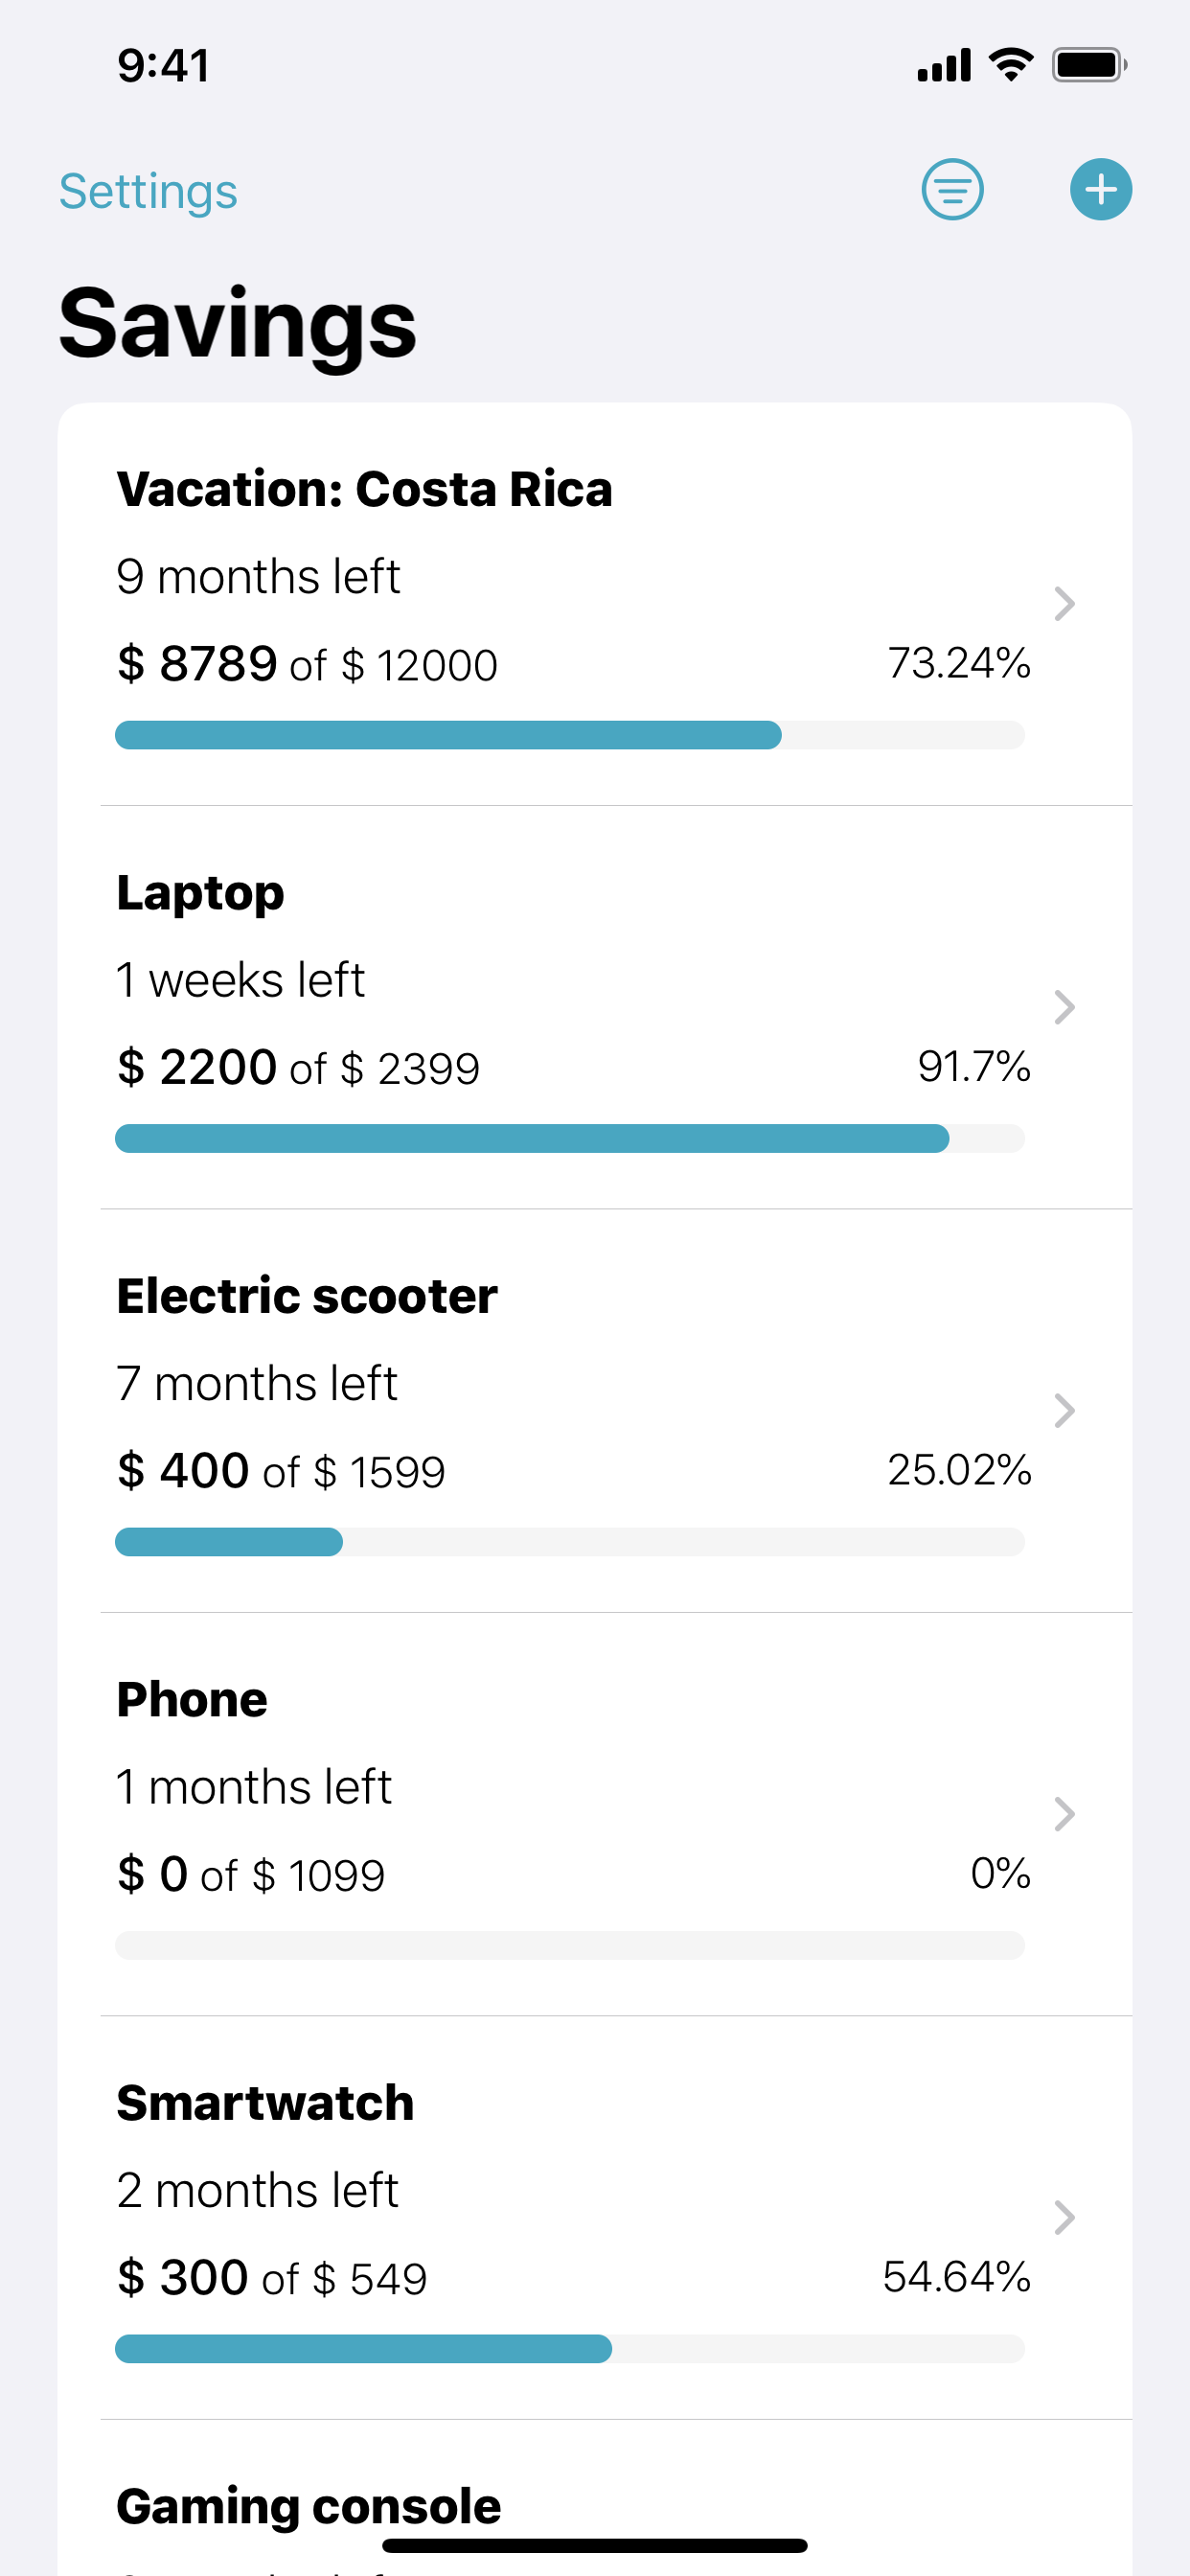 9:41
Settings
Savings
Vacation: Costa Rica
9 months left
$ 8789 of $ 12000 73.24%
Laptop
1 weeks left
$ 2200 of $ 2399 91.7%
Electric scooter
7 months left
$ 400 of $ 1599 25.02%
Phone
1 months left
$ 0 of $ 1099 0%
Smartwatch
2 months left
$ 300 of $ 549 54.64%
Gaming console